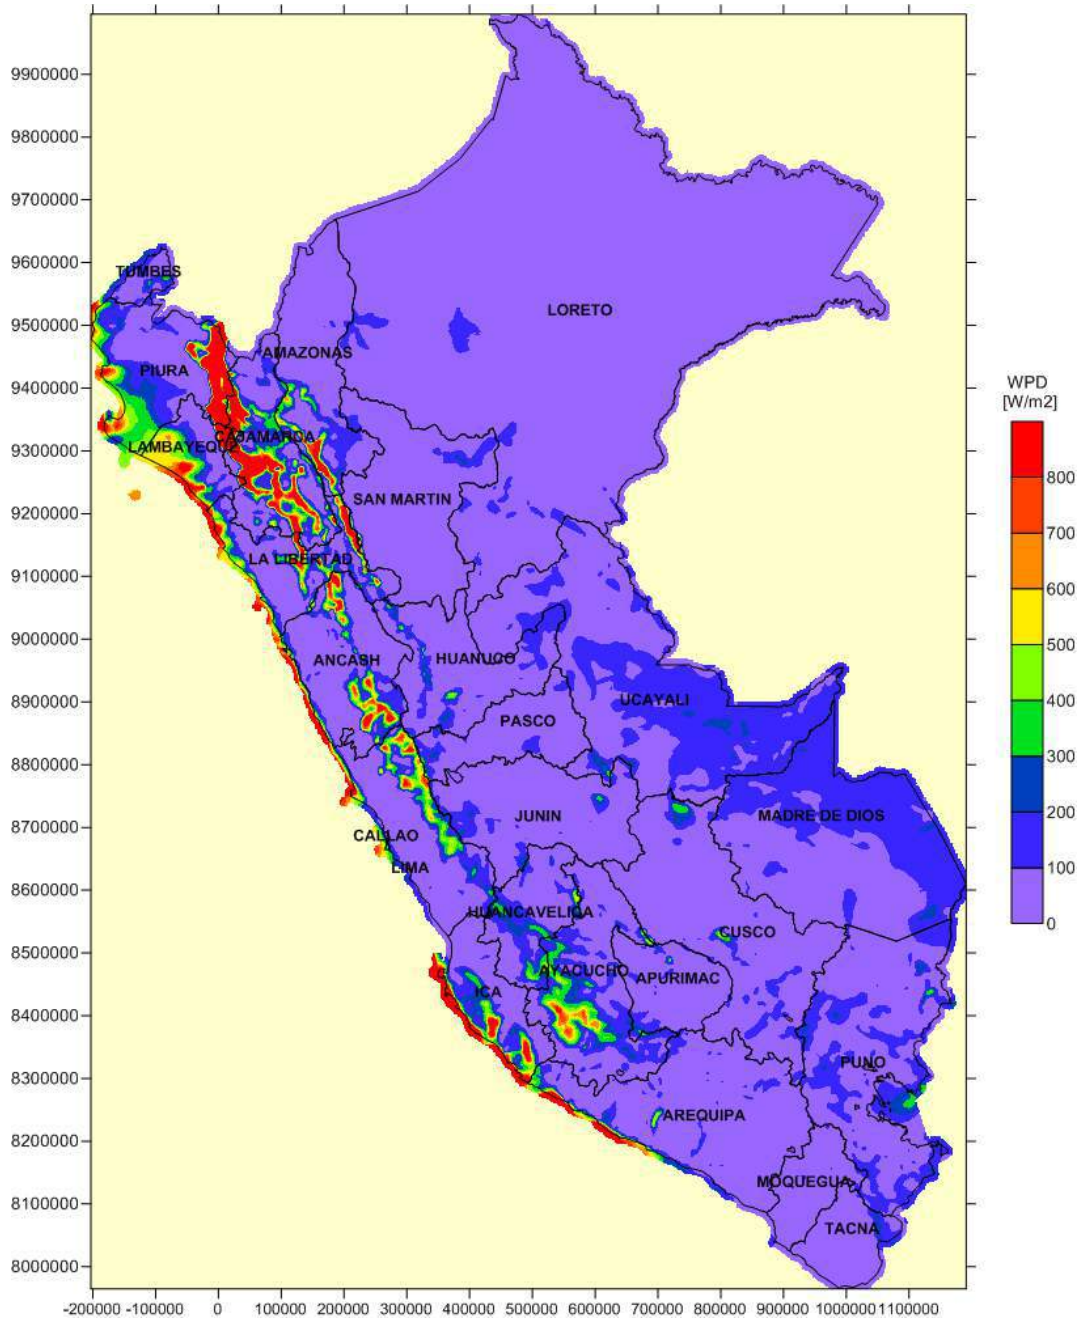 9900000
9800000
9700000
9600000
TUMBES
9500000
LORETO
AMAZONAS
PIURA
9400000
WPD
[W/m2]
CAJAMARCA
LAMBAYEQUE
9300000
800
SAN MARTIN
9200000
700
LA LIBERTAD
9100000
600
9000000
500
ANCASH
HUANUCO
8900000
UCAYALI
400
PASCO
8800000
300
JUNIN
MADRE DE DIOS
8700000
200
CALLAO
LIMA
100
8600000
HUANCAVELICA
0
CUSCO
8500000
AYACUCHO
APURIMAC
ICA
8400000
PUNO
8300000
AREQUIPA
8200000
MOQUEGUA
8100000
TACNA
8000000
-200000 -100000 0 100000 200000 300000 400000 500000 600000 700000 800000 900000 1000000 1100000